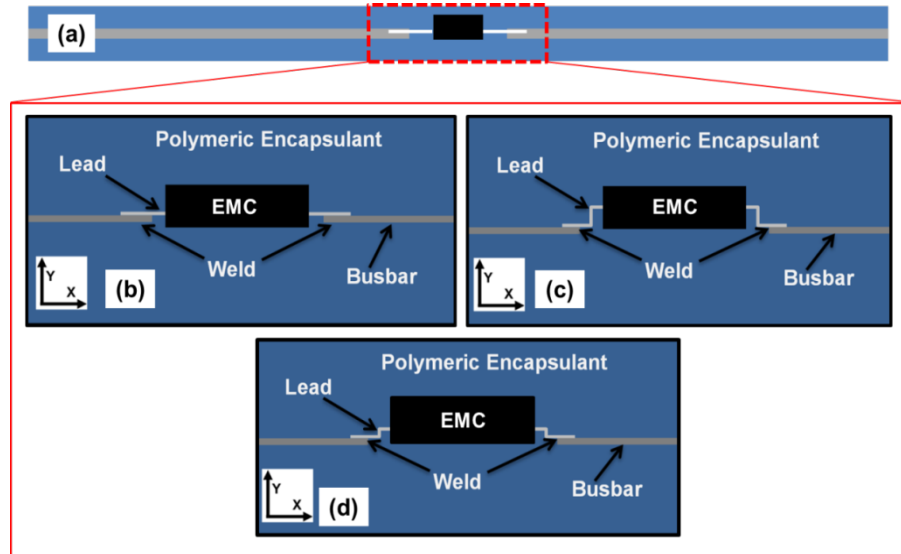 (a)
Polymeric Encapsulant
Lead
EMC
Weld
Busbar
Y
X
(b)
Polymeric Encapsulant
Lead
EMC
Weld
Busbar
Y
X
(c)
Polymeric Encapsulant
Lead
EMC
Weld
Busbar
Y
X
(d)